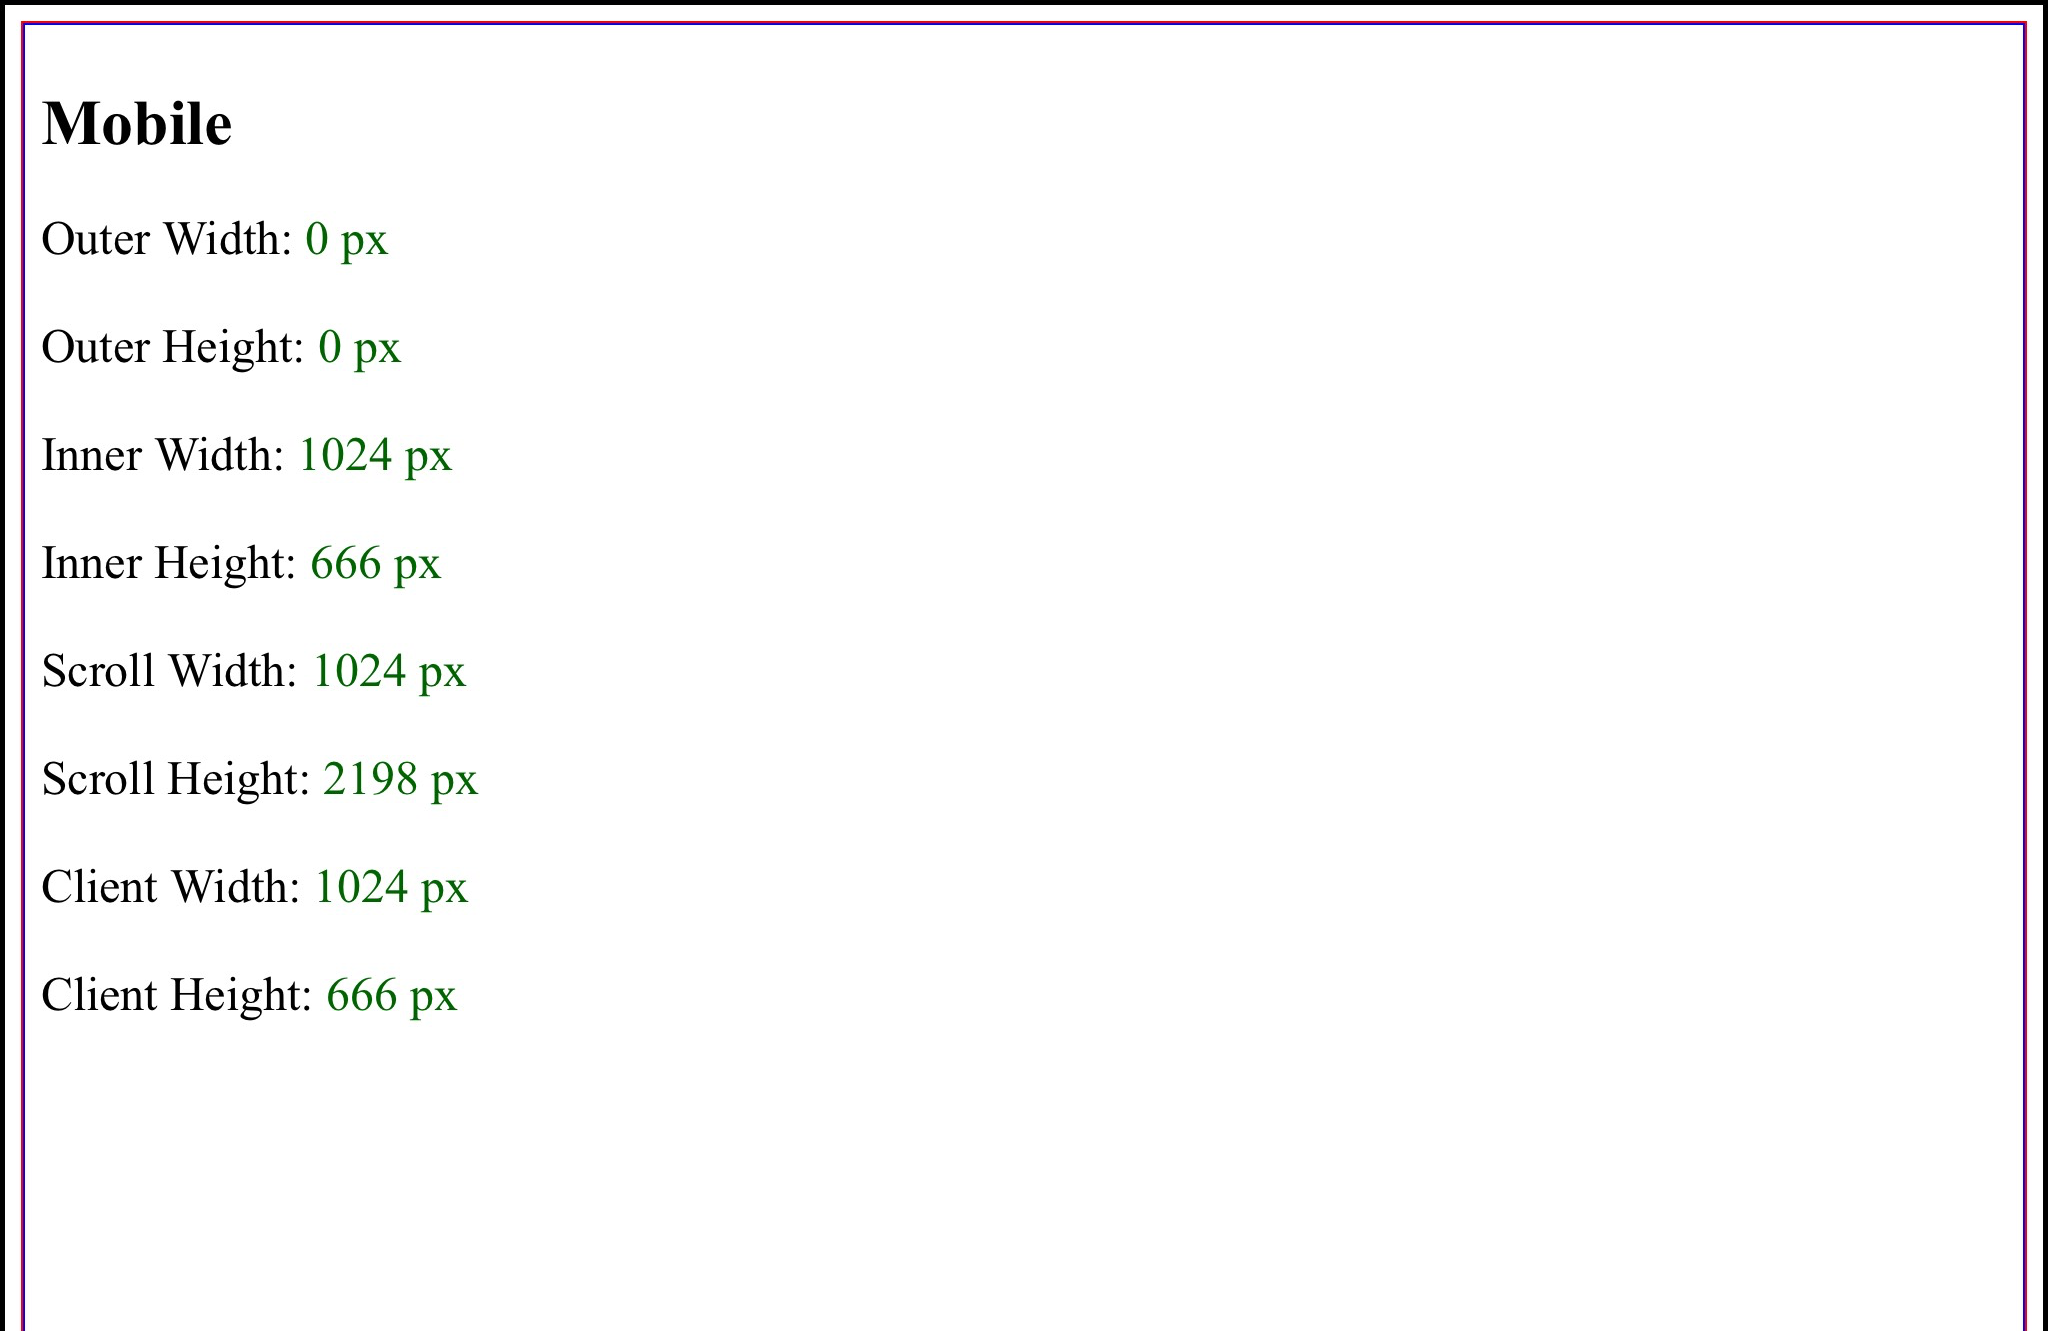 Mobile
Outer Width: 0 px
Outer Height: 0 px
Inner Width: 1024 px
Inner Height: 666 px
Scroll Width: 1024 px
Scroll Height: 2198 px
Client Width: 1024 px
Client Height: 666 px